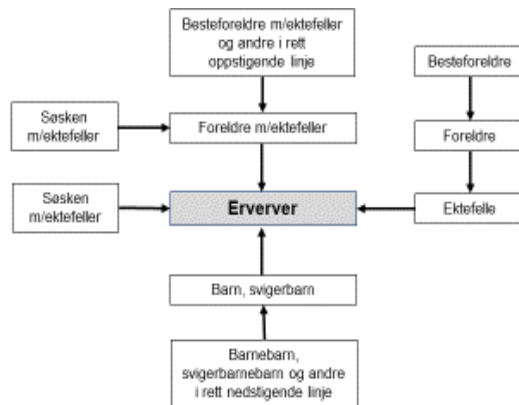 Besteforeldre m/ektefeller
og andre i rett
oppstigende linje
Besteforeldre
Søsken
m/ektefeller
Foreldre m/ektefeller
Foreldre
Søsken
m/ektefeller
Erverver
Ektefelle
Barn, svigerbarn
Barnebarn,
svigerbarnebarn og andre
i rett nedstigende linje